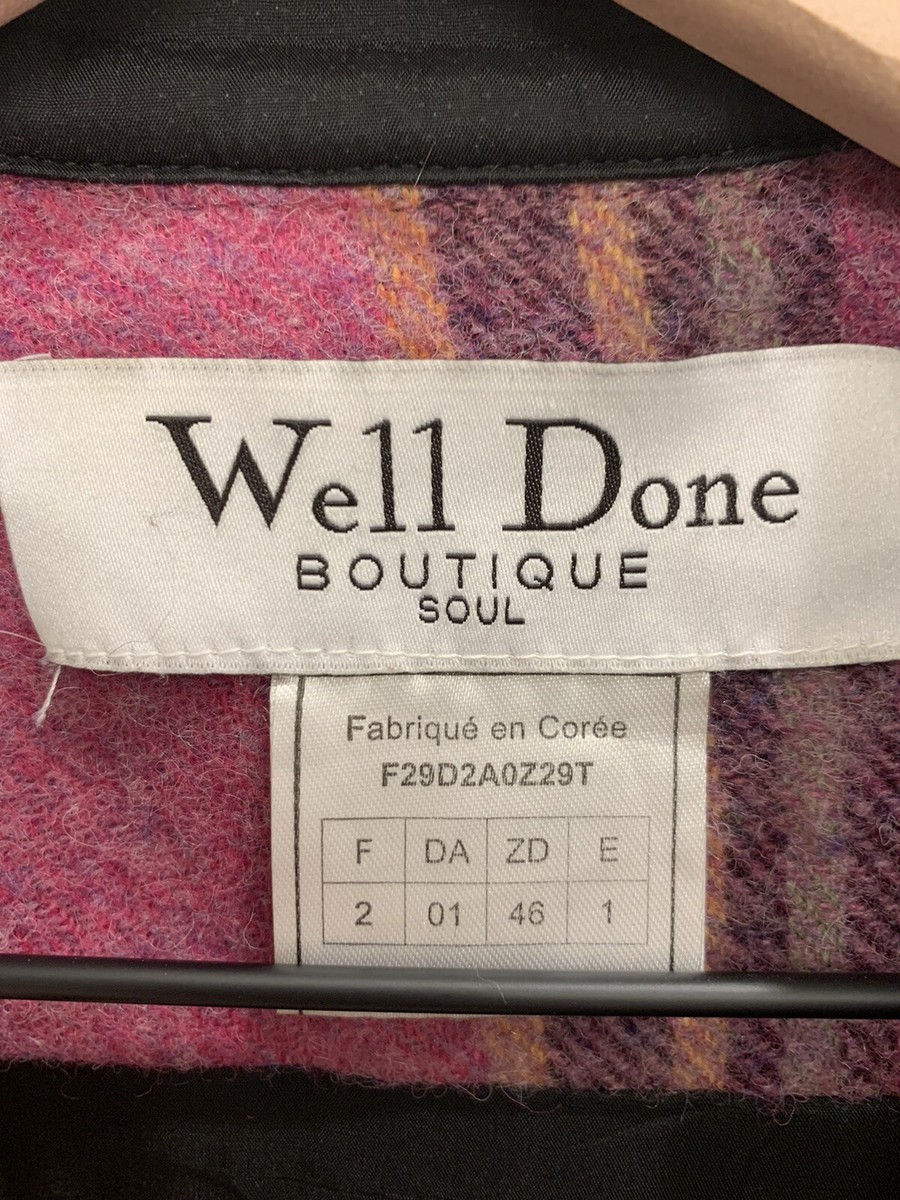 Well Done
BOUTIQUE
SOUL
Fabriqué en Corée
F29D2A0Z29T
F DA ZD E
2 01 46 1